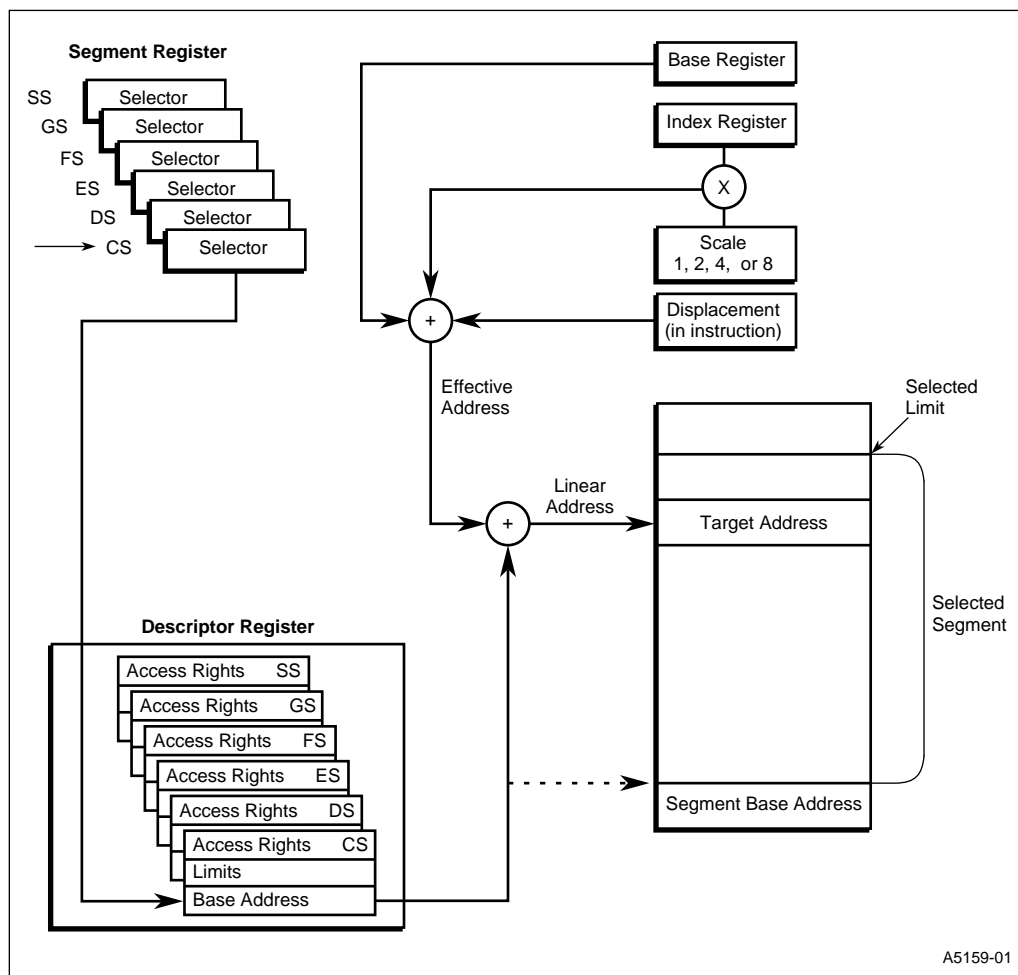 Segment Register
SS Selector
GS Selector
FS Selector
ES Selector
DS Selector
CS Selector
Base Register
Index Register
X
Scale
1, 2, 4, or 8
Displacement
(in instruction)
+
Effective
Address
Selected
Limit
+
Linear
Address
Target Address
Selected
Segment
Segment Base Address
Descriptor Register
Access Rights SS
Access Rights GS
Access Rights FS
Access Rights ES
Access Rights DS
Access Rights CS
Limits
Base Address
A5159-01